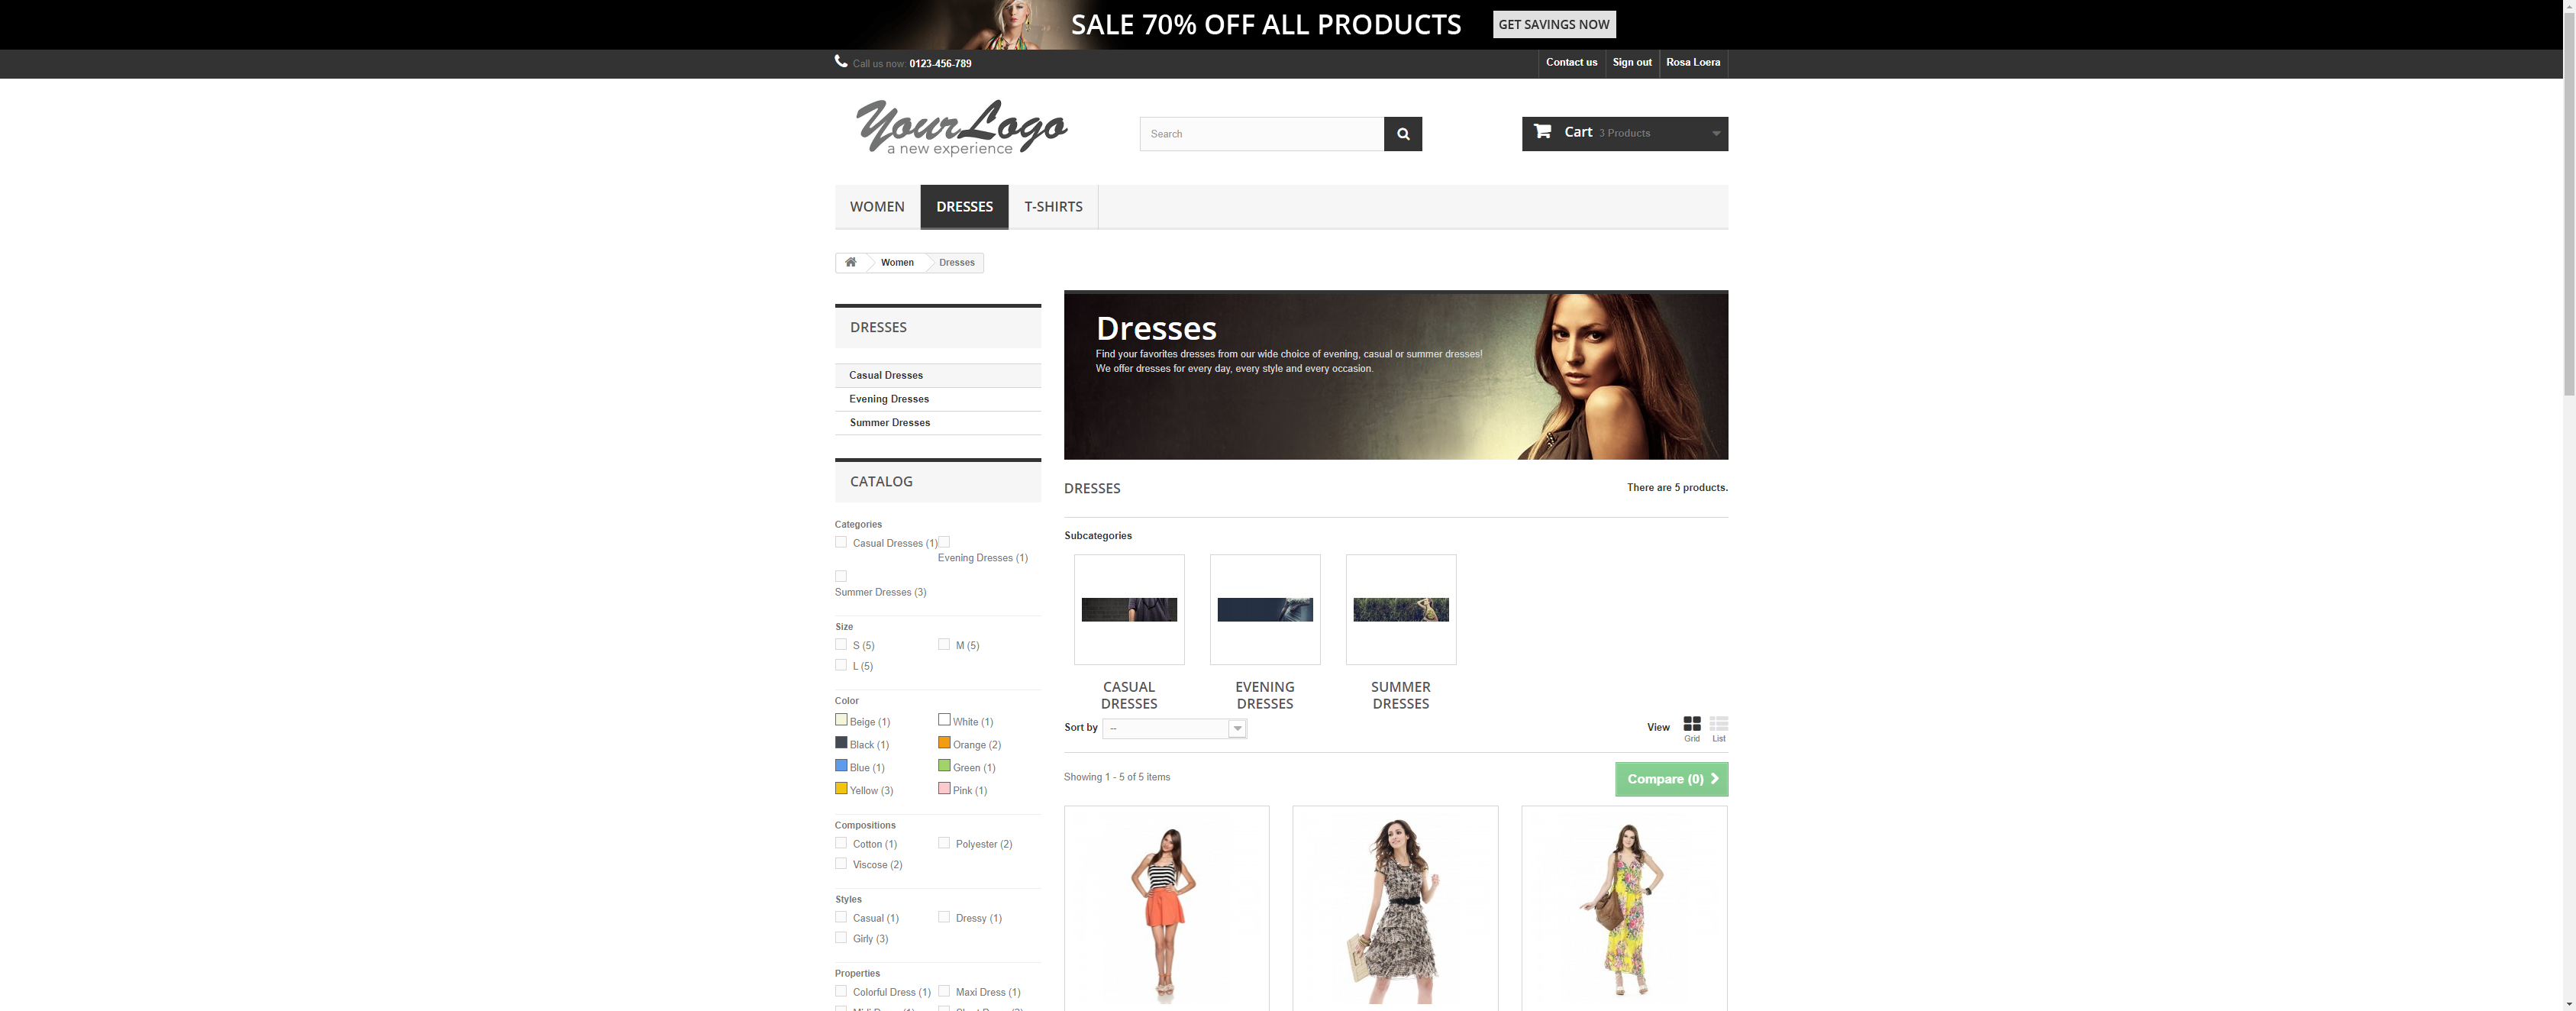 SALE 70% OFF ALL PRODUCTS GET SAVINGS NOW
Call us now: 0123-456-789
Contact us Sign out Rosa Loera
YourLogo
a new experience
Search
Cart 3 Products
WOMEN DRESSES T-SHIRTS
Women Dresses
DRESSES
Casual Dresses
Evening Dresses
Summer Dresses
CATALOG
Categories
Casual Dresses (1)
Evening Dresses (1)
Summer Dresses (3)
Size
S (5) M (5)
L (5)
Color
Beige (1) White (1)
Black (1) Orange (2)
Blue (1) Green (1)
Yellow (3) Pink (1)
Compositions
Cotton (1) Polyester (2)
Viscose (2)
Styles
Casual (1) Dressy (1)
Girly (3)
Properties
Colorful Dress (1) Maxi Dress (1)
Dresses
Find your favorites dresses from our wide choice of evening, casual or summer dresses!
We offer dresses for every day, every style and every occasion.
DRESSES
There are 5 products.
Subcategories
CASUAL DRESSES
EVENING DRESSES
SUMMER DRESSES
Sort by --
View Grid List
Showing 1 - 5 of 5 items
Compare (0)